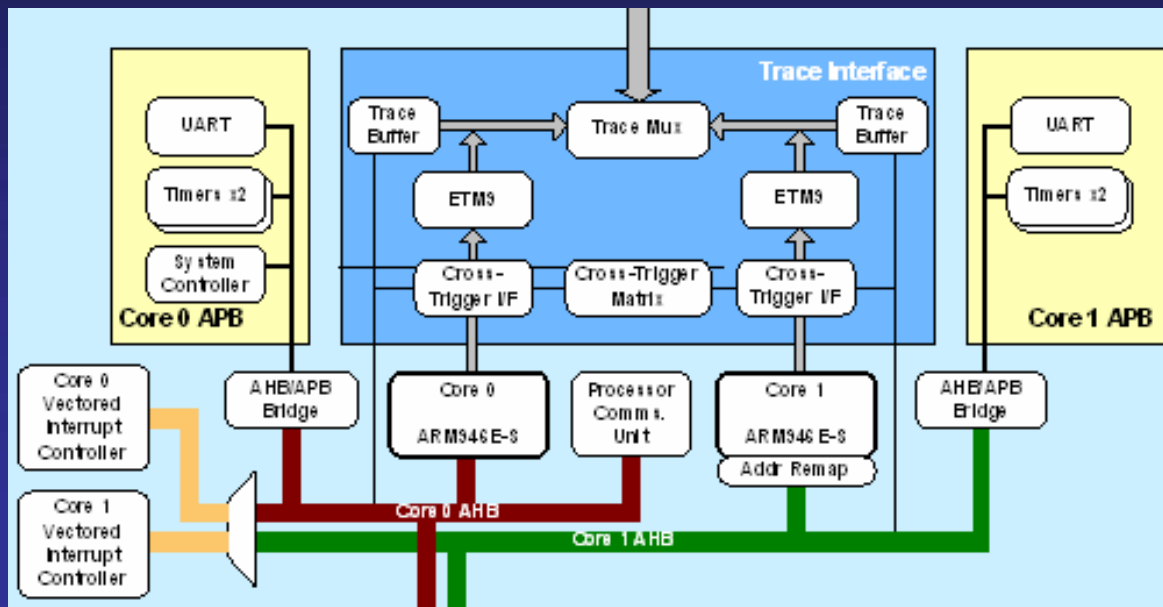 Trace Interface
UART
Timers x2
System
Controller
Core 0 APB
Trace
Buffer
Trace Mux
Trace
Buffer
ETM9
ETM9
Cross-
Trigger I/F
Cross-Trigger
Matrix
Cross-
Trigger I/F
UART
Timers x2
Core 1 APB
Core 0
Vectored
Interrupt
Controller
AHB/APB
Bridge
Core 0
ARM946E-S
Processor
Comms.
Unit
Core 1
ARM946E-S
Addr Remap
AHB/APB
Bridge
Core 1
Vectored
Interrupt
Controller
Core 0 AHB
Core 1 AHB